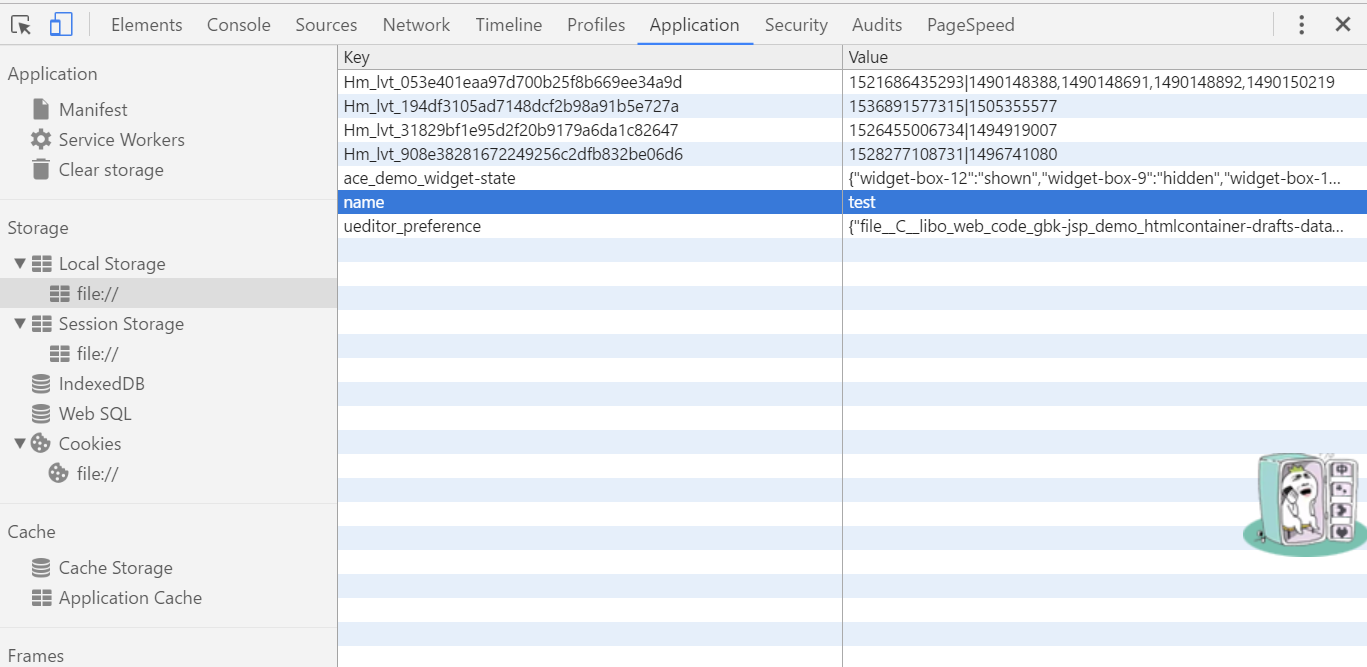 Elements Console Sources Network Timeline Profiles Application Security Audits PageSpeed
Application
Manifest
Service Workers
Clear storage
Storage
Local Storage
file://
Session Storage
file://
IndexedDB
Web SQL
Cookies
file://
Cache
Cache Storage
Application Cache
Frames
Key Value
Hm_lvt_053e401eaa97d700b25f8b669ee34a9d 1521686435293|1490148388,1490148691,1490148892,1490150219
Hm_lvt_194df3105ad7148dcf2b98a91b5e727a 1536891577315|1505355577
Hm_lvt_31829bf1e95d2f20b9179a6da1c82647 1526455006734|1494919007
Hm_lvt_908e38281672249256c2dfb832be06d6 1528277108731|1496741080
ace_demo_widget-state {"widget-box-12":"shown","widget-box-9":"hidden","widget-box-1...
name test
ueditor_preference {"file__C__libo_web_code_gbk-jsp_demo_htmlcontainer-drafts-data...